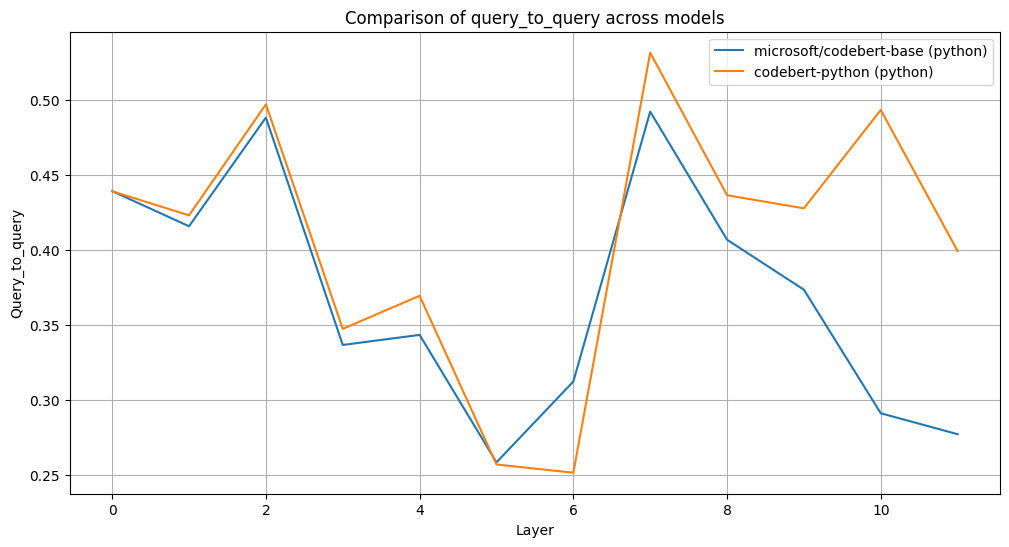 Comparison of query_to_query across models
microsoft/codebert-base (python)
codebert-python (python)
Query_to_query
0.50
0.45
0.40
0.35
0.30
0.25
0 2 4 6 8 10
Layer